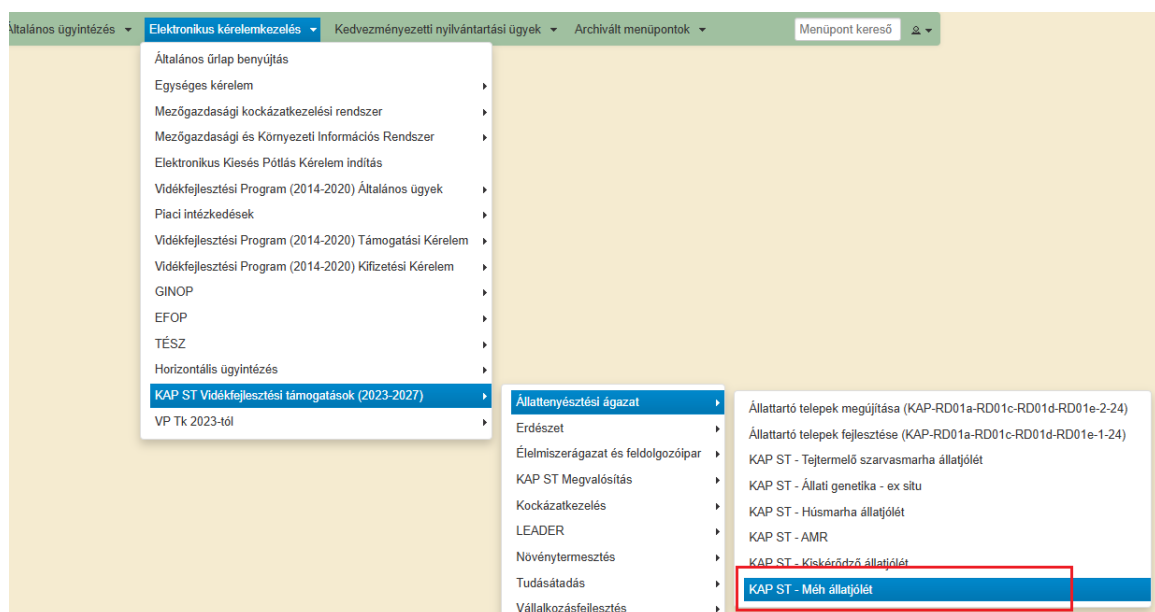 Általános ügyintézés
Elektronikus kérelemkezelés
Kedvezményezetti nyilvántartási ügyek
Archivált menüpontok
Menüpont kereső
Általános űrlap benyújtás
Egységes kérelem
Mezőgazdasági kockázatkezelési rendszer
Mezőgazdasági és Környezeti Információs Rendszer
Elektronikus Kiesés Pótlás Kérelem indítás
Vidékfejlesztési Program (2014-2020) Általános ügyek
Piaci intézkedések
Vidékfejlesztési Program (2014-2020) Támogatási Kérelem
Vidékfejlesztési Program (2014-2020) Kifizetési Kérelem
GINOP
EFOP
TÉSZ
Horizontális ügyintézés
KAP ST Vidékfejlesztési támogatások (2023-2027)
VP Tk 2023-tól
Állattenyésztési ágazat
Erdészet
Élelmiszerágazat és feldolgozóipar
KAP ST Megvalósítás
Kockázatkezelés
LEADER
Növénytermesztés
Tudásátadás
Vállalkozásfejlesztés
Állattartó telepek megújítása (KAP-RD01a-RD01c-RD01d-RD01e-2-24)
Állattartó telepek fejlesztése (KAP-RD01a-RD01c-RD01d-RD01e-1-24)
KAP ST - Tejtermelő szarvasmarha állatjólét
KAP ST - Állati genetika - ex situ
KAP ST - Húsmarha állatjólét
KAP ST - AMR
KAP ST - Kiskérődző állatjólét
KAP ST - Méh állatjólét